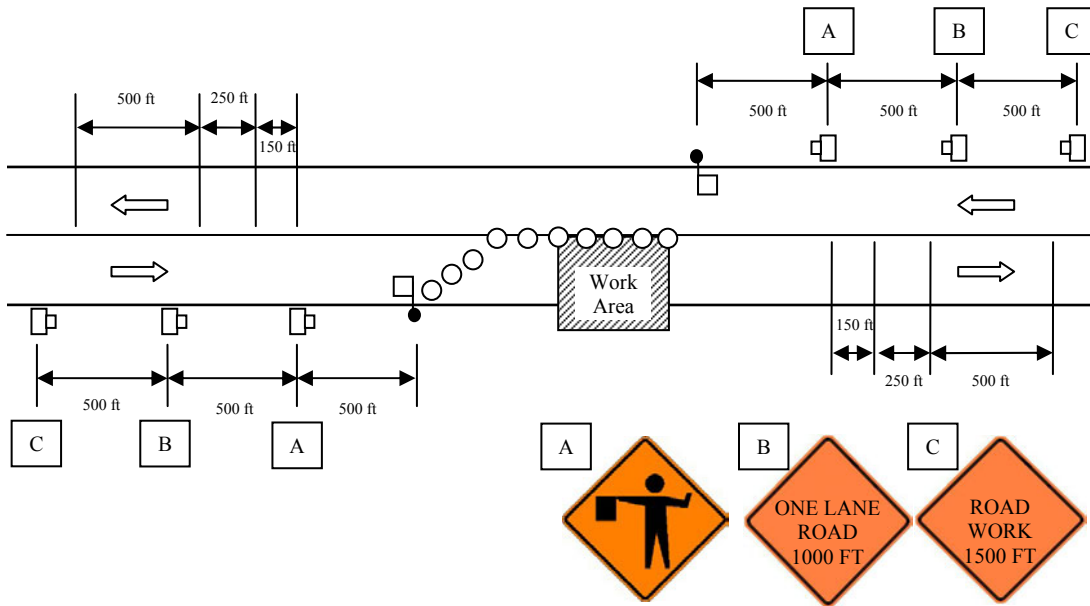 A
B
C
500 ft
250 ft
150 ft
500 ft
500 ft
500 ft
Work
Area
150 ft
250 ft
500 ft
500 ft
500 ft
500 ft
C
B
A
A
B
C
ONE LANE
ROAD
1000 FT
ROAD
WORK
1500 FT